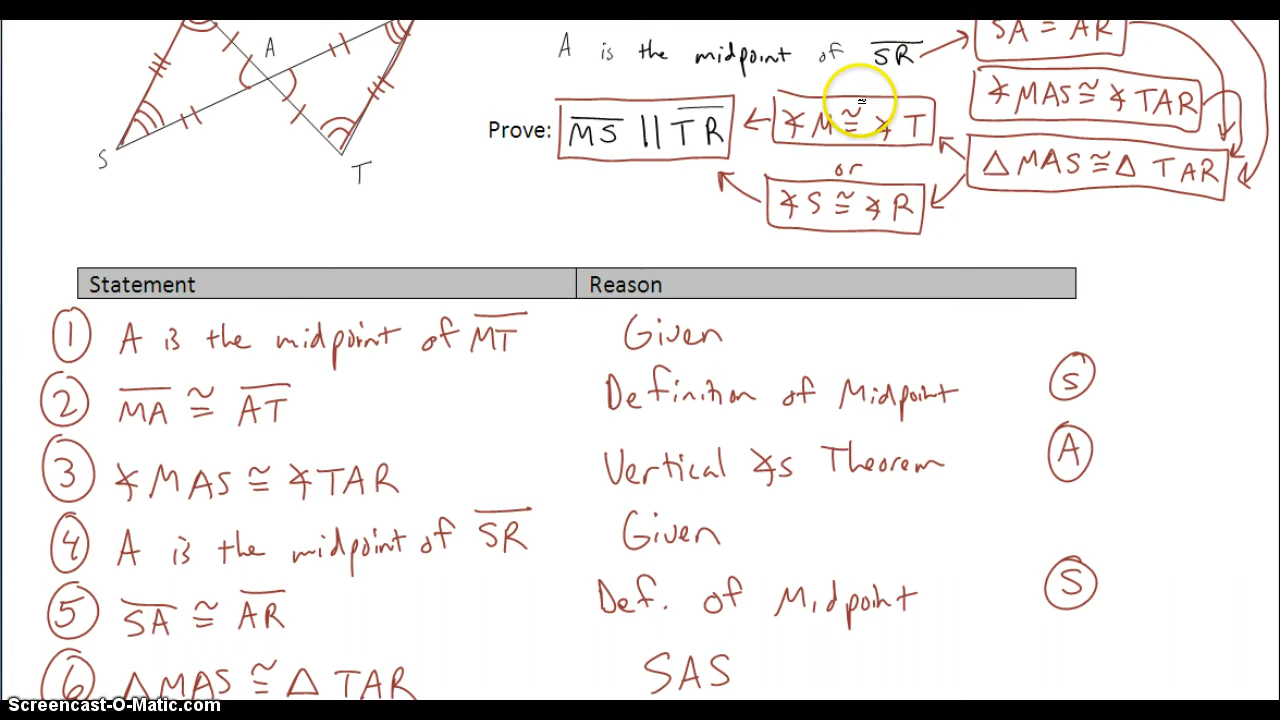 A
S
T
SA ≅ AR
A is the midpoint of SR
∡MAS ≅ ∡TAR
Prove: MS || TR
∡M ≅ ∡T
△MAS ≅ △TAR
or
∡S ≅ ∡R
Statement Reason
① A is the midpoint of MT Given
② MA ≅ AT Definition of Midpoint Ⓢ
③ ∡MAS ≅ ∡TAR Vertical ∡s Theorem Ⓐ
④ A is the midpoint of SR Given
⑤ SA ≅ AR Def. of Midpoint Ⓢ
⑥ △MAS ≅ △TAR SAS
Screencast-O-Matic.com